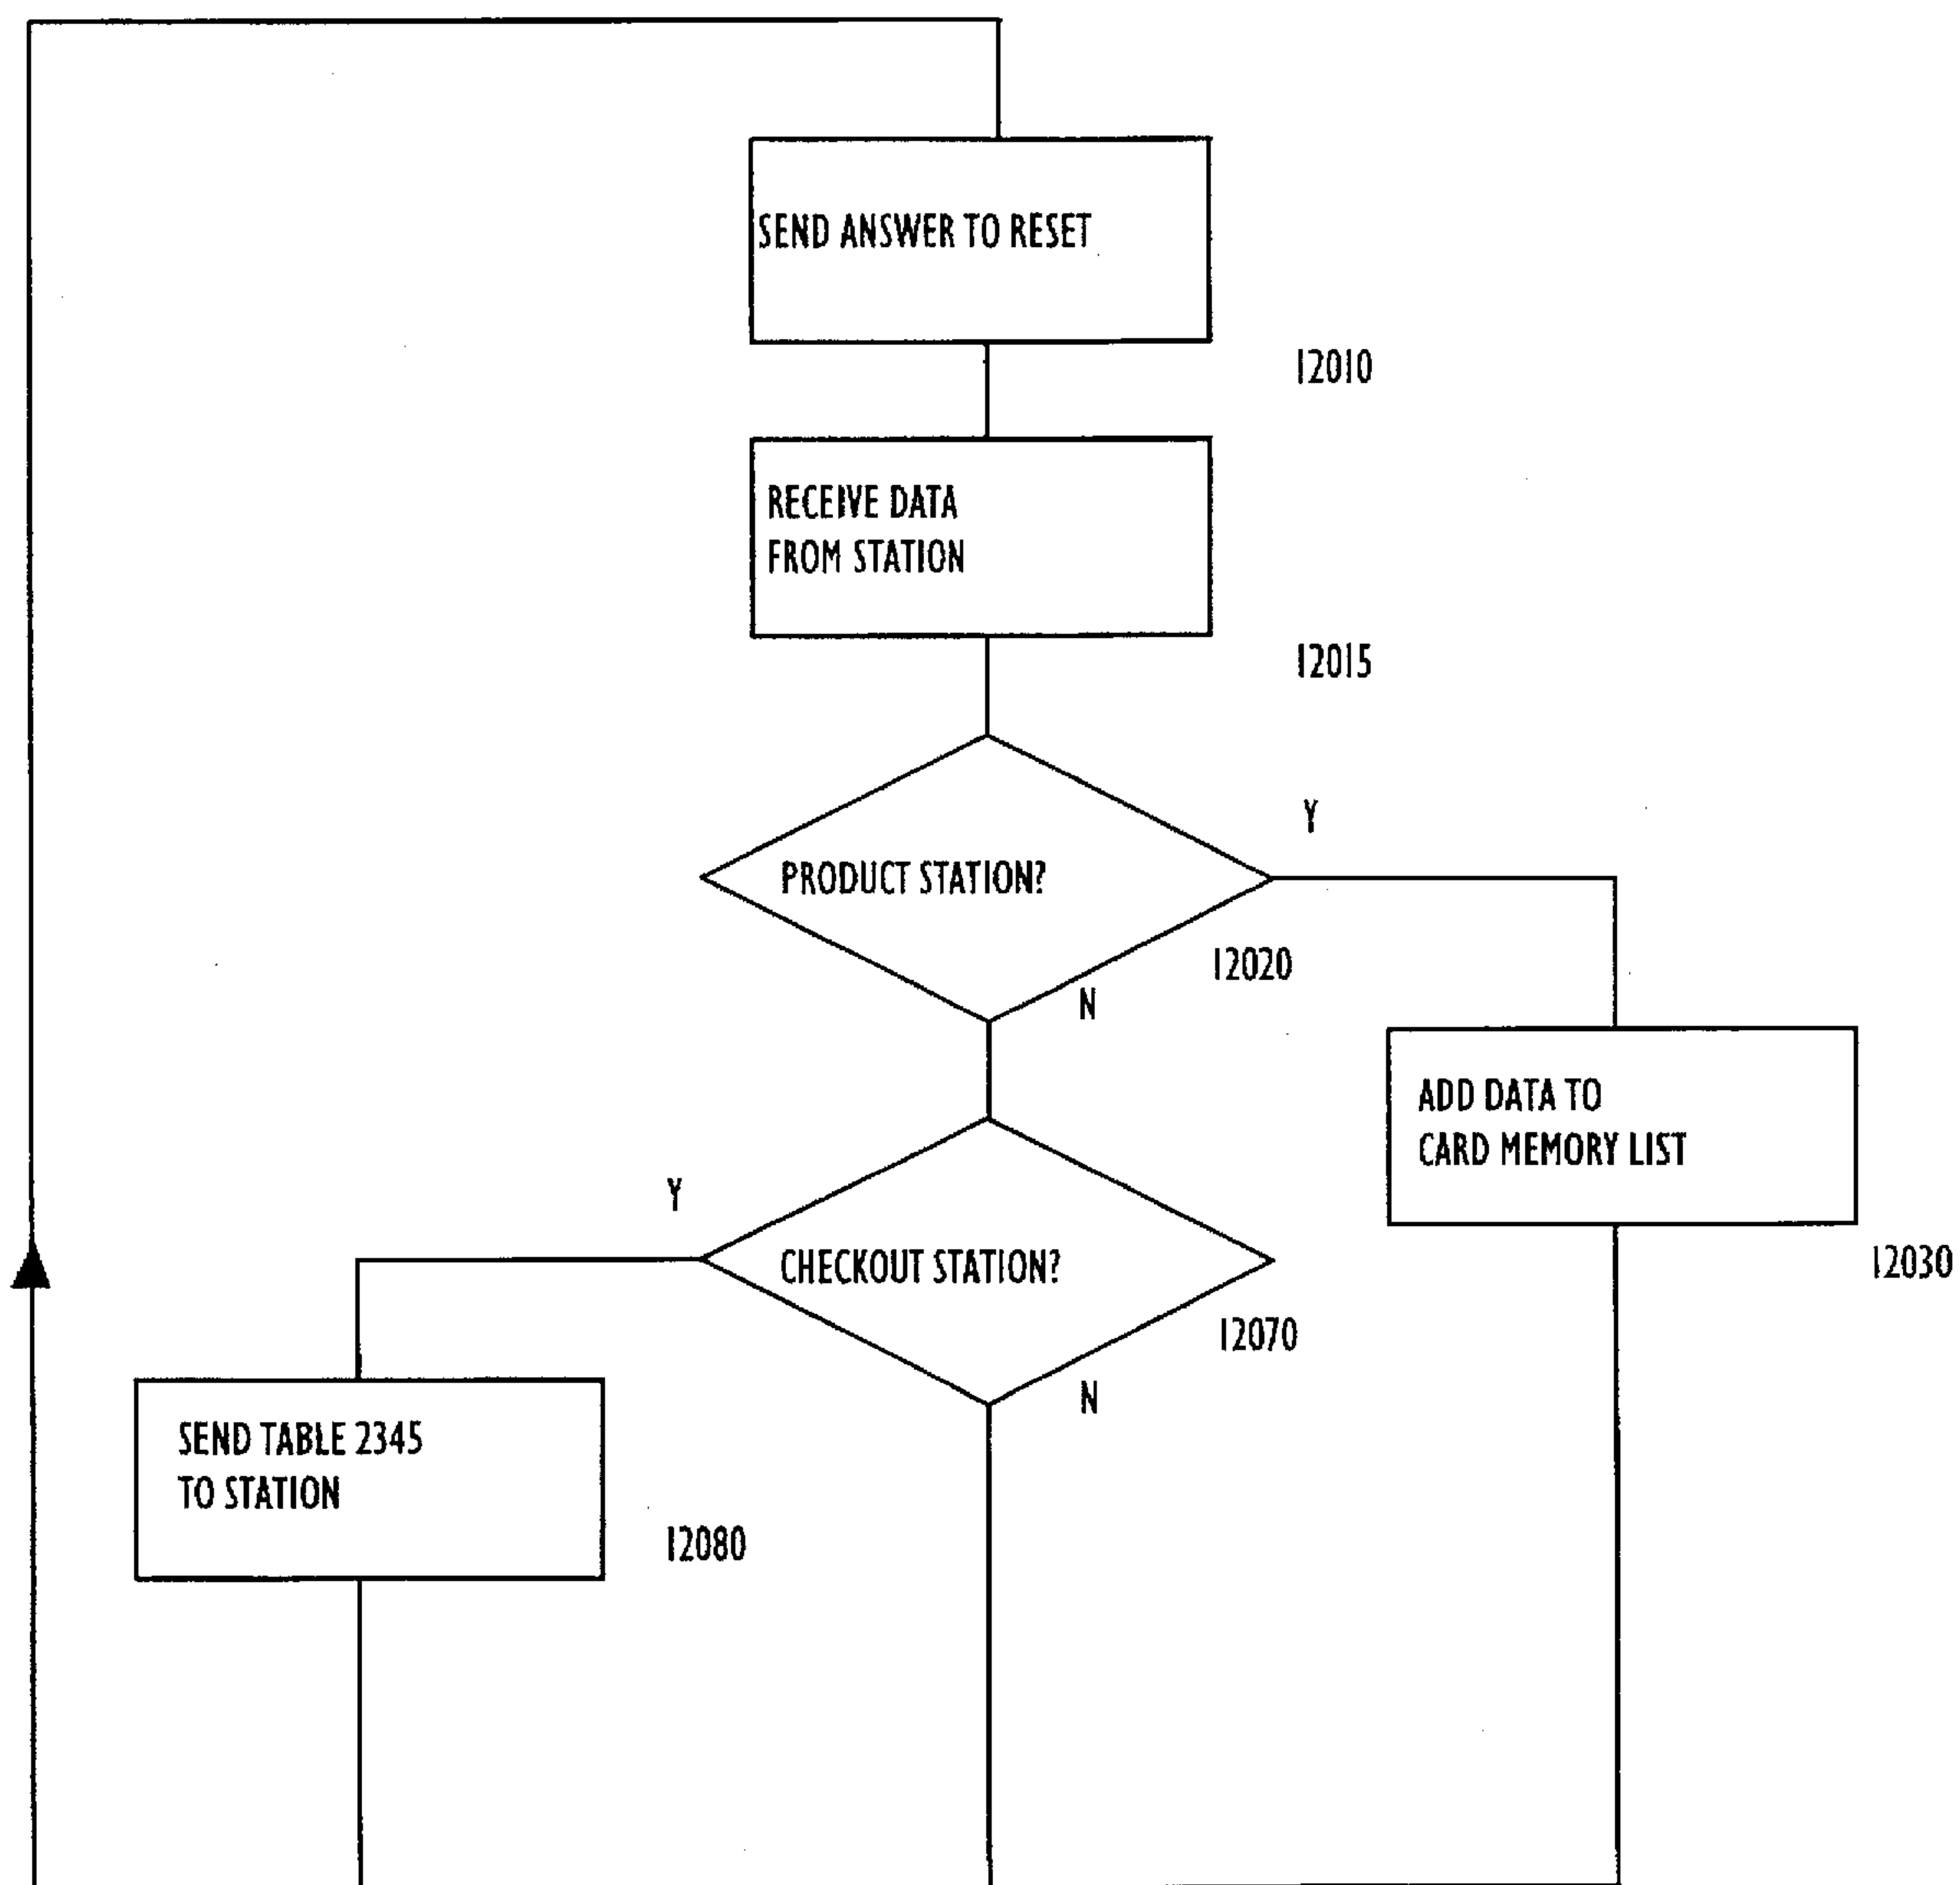 SEND ANSWER TO RESET
12010
RECEIVE DATA
FROM STATION
12015
Y
PRODUCT STATION?
12020
N
ADD DATA TO
CARD MEMORY LIST
12030
Y
CHECKOUT STATION?
12070
N
SEND TABLE 2345
TO STATION
12080